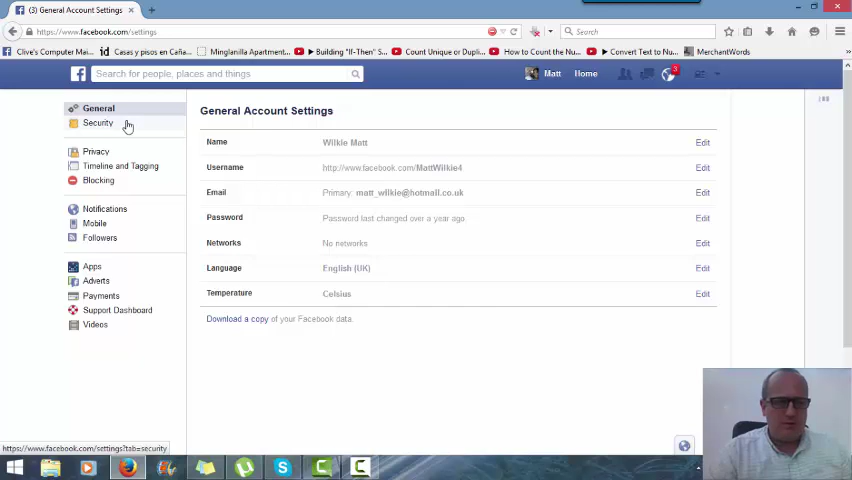 (3) General Account Settings
https://www.facebook.com/settings
Search
Clive's Computer Mai...
Casas y pisos en Caña...
Minglanilla Apartment...
Building "If-Then" S...
Count Unique or Duplic...
How to Count the Nu...
Convert Text to Nu...
MerchantWords
Search for people, places and things
Matt
Home
3
General
Security
Privacy
Timeline and Tagging
Blocking
Notifications
Mobile
Followers
Apps
Adverts
Payments
Support Dashboard
Videos
General Account Settings
Name Wilkie Matt Edit
Username http://www.facebook.com/MattWilkie4 Edit
Email Primary: matt_wilkie@hotmail.co.uk Edit
Password Password last changed over a year ago. Edit
Networks No networks Edit
Language English (UK) Edit
Temperature Celsius Edit
Download a copy of your Facebook data.
https://www.facebook.com/settings?tab=security